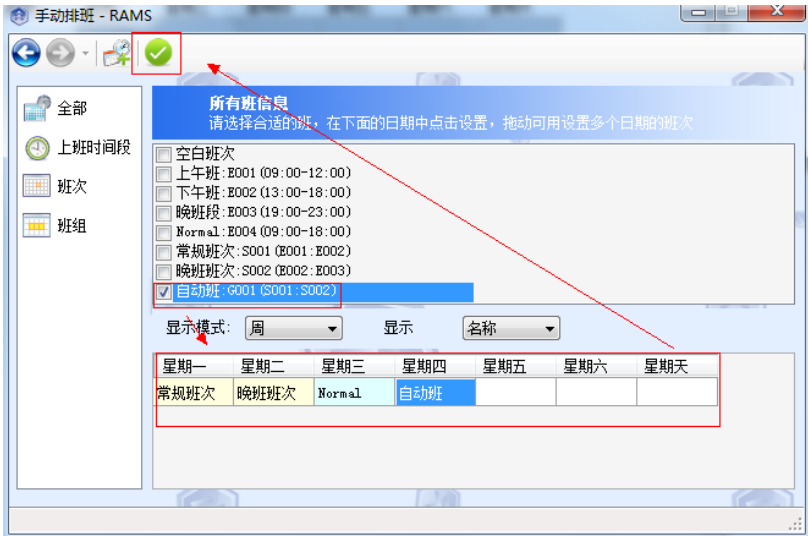 手动排班 - RAMS
全部
上班时间段
班次
班组
所有班信息
请选择合适的班，在下面的日期中点击设置，拖动可用设置多个日期的班次
空白班次
上午班:E001(09:00-12:00)
下午班:E002(13:00-18:00)
晚班段:E003(19:00-23:00)
Normal:E004(09:00-18:00)
常规班次:S001(E001:E002)
晚班班次:S002(E002:E003)
自动班:G001(S001:S002)
显示模式: 周 显示 名称
星期一 星期二 星期三 星期四 星期五 星期六 星期天
常规班次 晚班班次 Normal 自动班